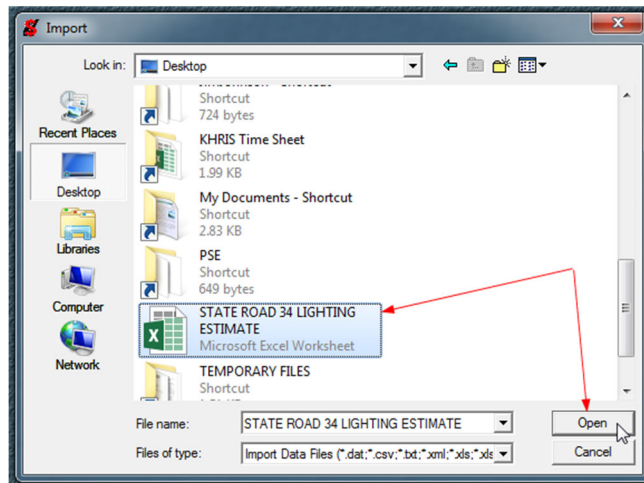 Import
Look in:
Desktop
Shortcut
724 bytes
KHRIS Time Sheet
Shortcut
1.99 KB
My Documents - Shortcut
Shortcut
2.83 KB
PSE
Shortcut
649 bytes
STATE ROAD 34 LIGHTING
ESTIMATE
Microsoft Excel Worksheet
TEMPORARY FILES
Shortcut
Recent Places
Desktop
Libraries
Computer
Network
File name:
STATE ROAD 34 LIGHTING ESTIMATE
Open
Files of type:
Import Data Files (*.dat;*.csv;*.txt;*.xml;*.xls;*.xls
Cancel